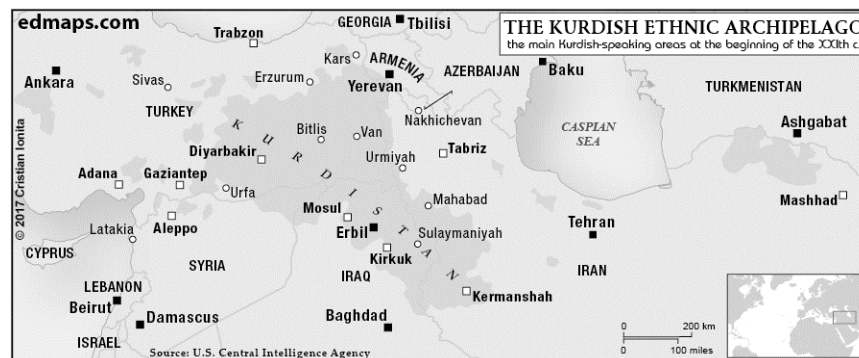 edmaps.com
THE KURDISH ETHNIC ARCHIPELAGO
the main Kurdish-speaking areas at the beginning of the XXIth c.
GEORGIA
Tbilisi
Trabzon
Kars
ARMENIA
AZERBAIJAN
Baku
TURKMENISTAN
Ankara
Sivas
Erzurum
Yerevan
TURKEY
Nakhichevan
CASPIAN
SEA
Ashgabat
KURDISTAN
Bitlis
Van
Diyarbakir
Urmiyah
Tabriz
Adana
Gaziantep
Urfa
Mahabad
Mashhad
Mosul
Aleppo
Latakia
Erbil
Sulaymaniyah
Tehran
Kirkuk
CYPRUS
SYRIA
IRAQ
IRAN
LEBANON
Kermanshah
Beirut
Damascus
Baghdad
ISRAEL
0 200 km
0 100 miles
Source: U.S. Central Intelligence Agency
© 2017 Cristian Ionita